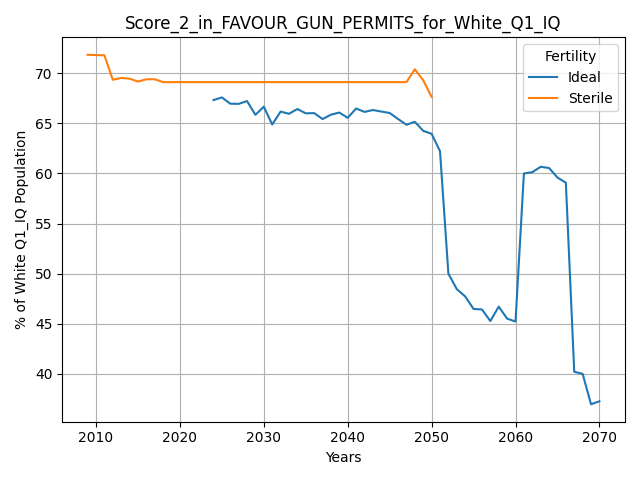 Score_2_in_FAVOUR_GUN_PERMITS_for_White_Q1_IQ
Fertility
Ideal
Sterile
% of White Q1_IQ Population
70
65
60
55
50
45
40
2010 2020 2030 2040 2050 2060 2070
Years